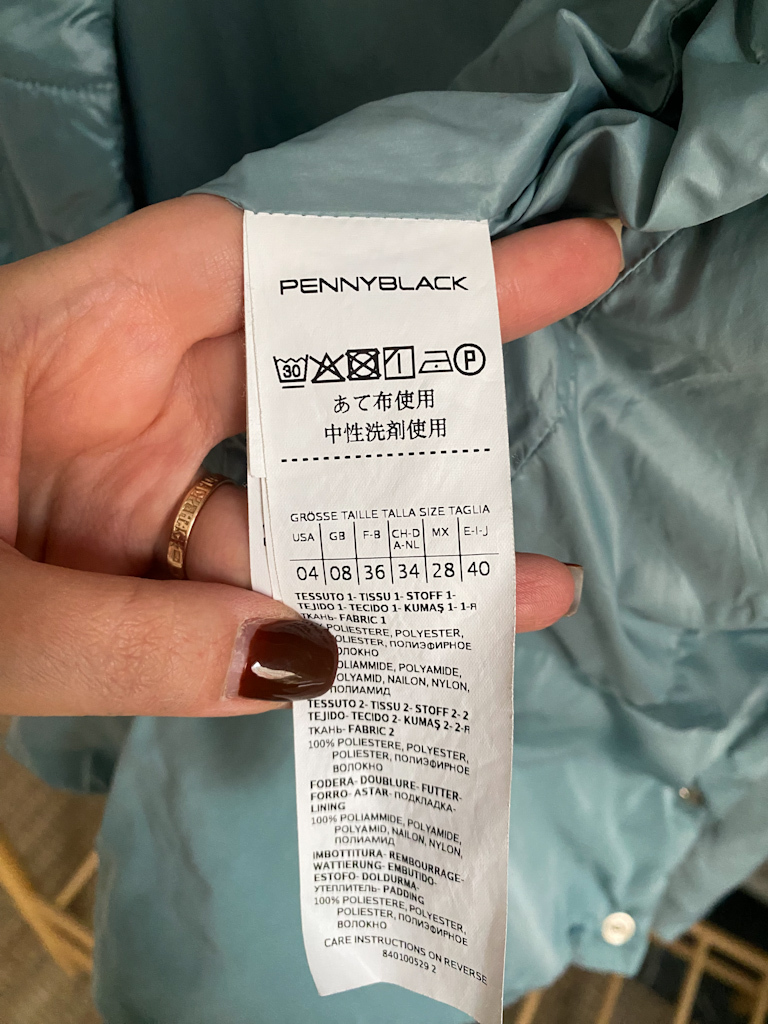 PENNYBLACK
30 P
あて布使用
中性洗剤使用
GRÖSSE TAILLE TALLA SIZE TAGLIA
USA GB F-B CH-D A-NL MX E-I-J
04 08 36 34 28 40
TESSUTO 1- TISSU 1- STOFF 1-
TEJIDO 1- TECIDO 1- KUMAŞ 1- 1-Я
ТКАНЬ- FABRIC 1
POLIESTERE, POLYESTER,
POLIESTER, ПОЛИЭФИРНОЕ
ВОЛОКНО
POLIAMMIDE, POLYAMIDE,
POLYAMID, NAILON, NYLON,
ПОЛИАМИД
TESSUTO 2- TISSU 2- STOFF 2- 2
TEJIDO- TECIDO 2- KUMAŞ 2- 2-Я
ТКАНЬ- FABRIC 2
100% POLIESTERE, POLYESTER,
POLIESTER, ПОЛИЭФИРНОЕ
ВОЛОКНО
FODERA- DOUBLURE- FUTTER-
FORRO- ASTAR- ПОДКЛАДКА-
LINING
100% POLIAMMIDE, POLYAMIDE,
POLYAMID, NAILON, NYLON,
ПОЛИАМИД
IMBOTTITURA- REMBOURRAGE-
WATTIERUNG- EMBUTIDO-
ESTOFO- DOLDURMA-
УТЕПЛИТЕЛЬ- PADDING
100% POLIESTERE, POLYESTER,
POLIESTER, ПОЛИЭФИРНОЕ
ВОЛОКНО
CARE INSTRUCTIONS ON REVERSE
840100529 2